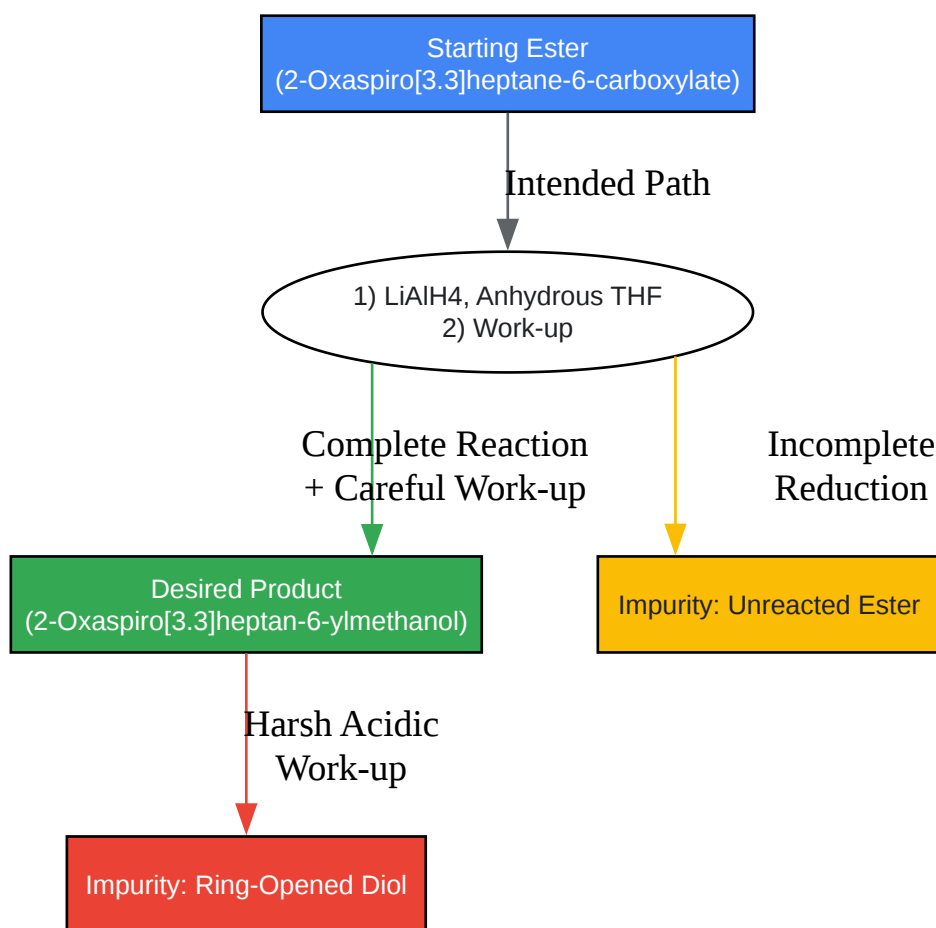 Starting Ester
(2-Oxaspiro[3.3]heptane-6-carboxylate)
Intended Path
1) LiAlH4, Anhydrous THF
2) Work-up
Complete Reaction
+ Careful Work-up
Incomplete
Reduction
Desired Product
(2-Oxaspiro[3.3]heptan-6-ylmethanol)
Impurity: Unreacted Ester
Harsh Acidic
Work-up
Impurity: Ring-Opened Diol